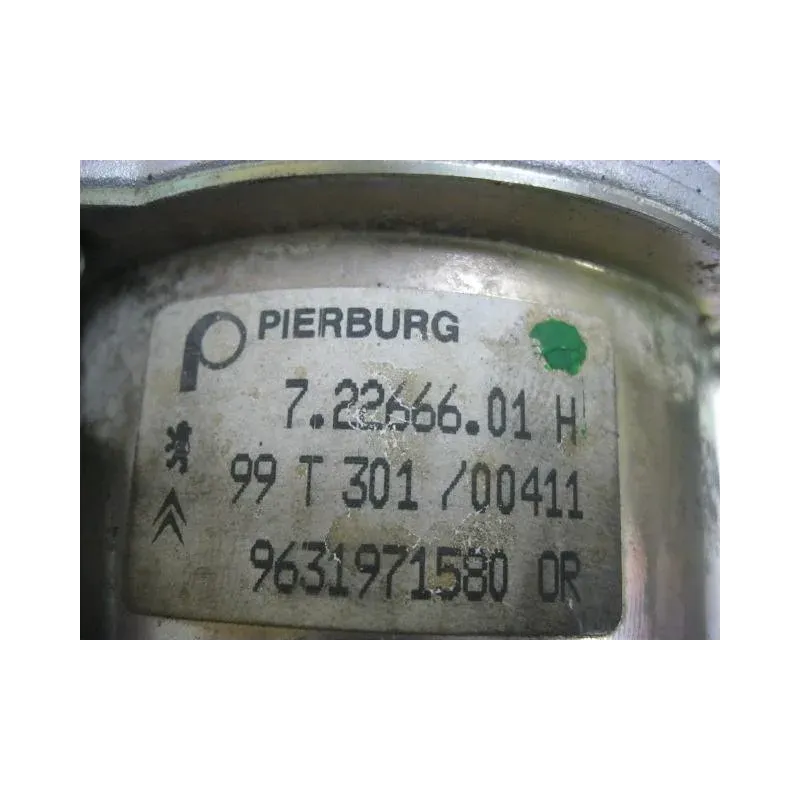 PIERBURG
7.22666.01 H
99 T 301 /00411
9631971580 OR